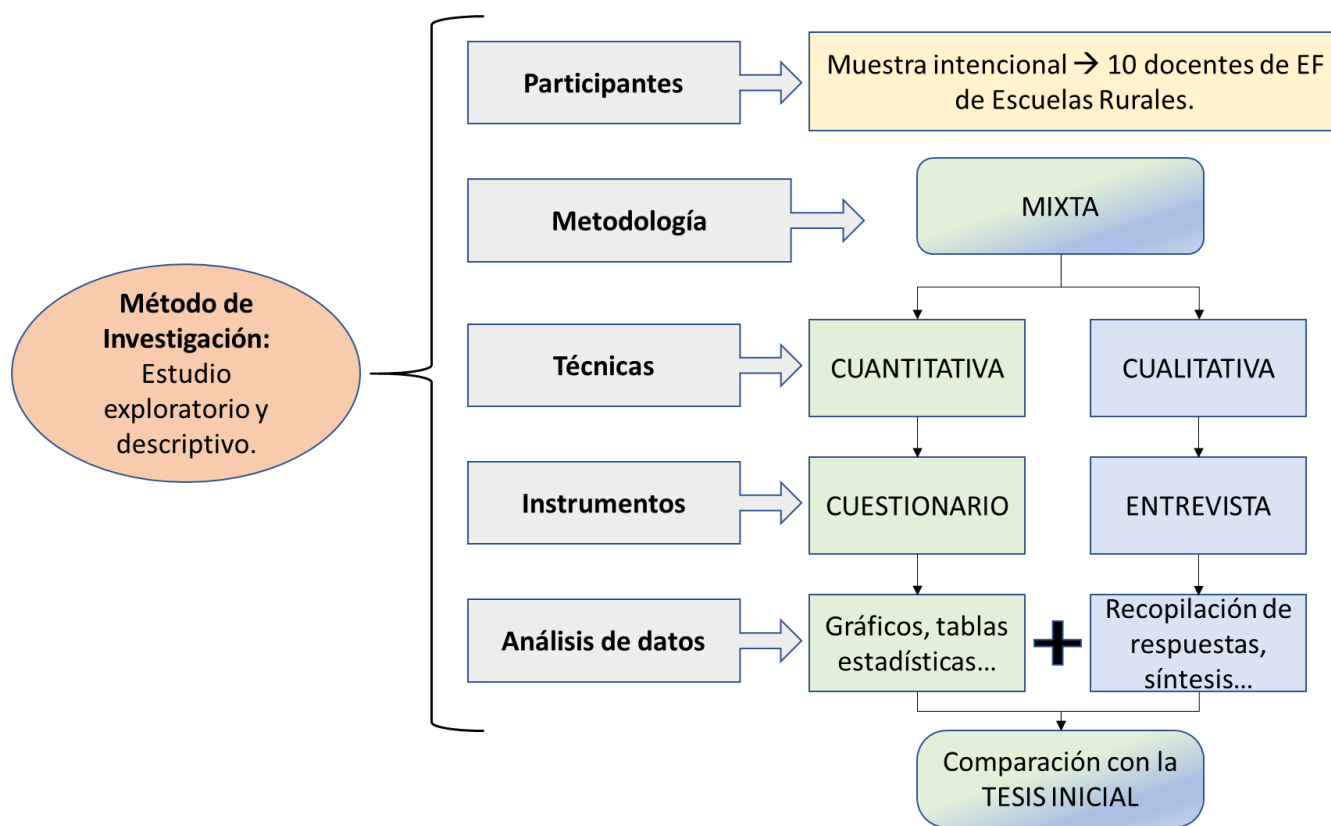 Participantes
Muestra intencional → 10 docentes de EF
de Escuelas Rurales.
Metodología
MIXTA
Método de
Investigación:
Estudio
exploratorio y
descriptivo.
Técnicas
CUANTITATIVA
CUALITATIVA
Instrumentos
CUESTIONARIO
ENTREVISTA
Análisis de datos
Gráficos, tablas
estadísticas...
+
Recopilación de
respuestas,
síntesis...
Comparación con la
TESIS INICIAL